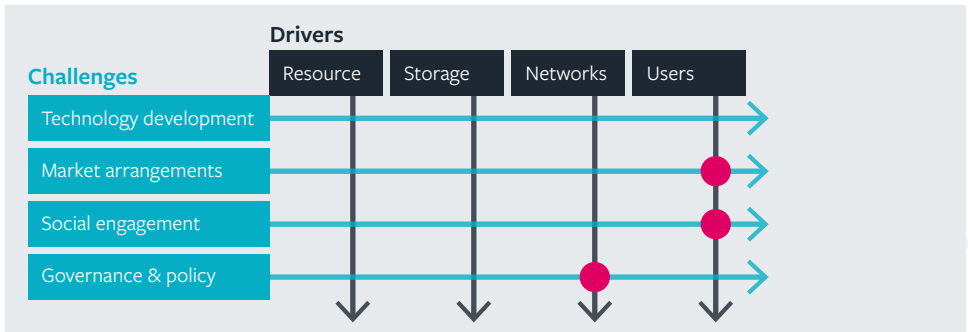 Drivers
Challenges
Resource
Storage
Networks
Users
Technology development
Market arrangements
Social engagement
Governance & policy